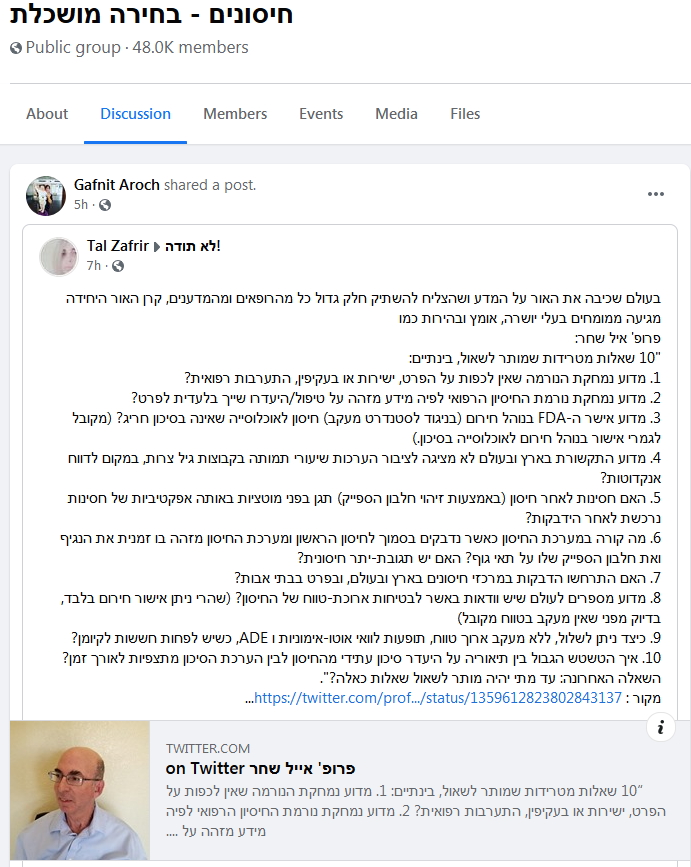 חיסונים - בחירה מושכלת
Public group · 48.0K members
About Discussion Members Events Media Files
Gafnit Aroch shared a post.
5h ·
Tal Zafrir ▸ לא תודה!
7h ·
בעולם שכיבה את האור על המדע ושהצליח להשתיק חלק גדול כל מהרופאים ומהמדענים, קרן האור היחידה
מגיעה ממומחים בעלי יושרה, אומץ ובהירות כמו
פרופ' איל שחר:
"10 שאלות מטרידות שמותר לשאול, בינתיים:
1. מדוע נמחקת הנורמה שאין לכפות על הפרט, ישירות או בעקיפין, התערבות רפואית?
2. מדוע נמחקת נורמת החיסיון הרפואי לפיה מידע מזהה על טיפול/היעדרו שייך בלעדית לפרט?
3. מדוע אישר ה-FDA בנוהל חירום (בניגוד לסטנדרט מעקב) חיסון לאוכלוסייה שאינה בסיכון חריג? (מקובל
לגמרי אישור בנוהל חירום לאוכלוסייה בסיכון.)
4. מדוע התקשורת בארץ ובעולם לא מציגה לציבור הערכות שיעורי תמותה בקבוצות גיל צרות, במקום לדווח
אנקדוטות?
5. האם חסינות לאחר חיסון (באמצעות זיהוי חלבון הספייק) תגן בפני מוטציות באותה אפקטיביות של חסינות
נרכשת לאחר הידבקות?
6. מה קורה במערכת החיסון כאשר נדבקים בסמוך לחיסון הראשון ומערכת החיסון מזהה בו זמנית את הנגיף
ואת חלבון הספייק שלו על תאי גוף? האם יש תגובת-יתר חיסונית?
7. האם התרחשו הדבקות במרכזי חיסונים בארץ ובעולם, ובפרט בבתי אבות?
8. מדוע מספרים לעולם שיש וודאות באשר לבטיחות ארוכת-טווח של החיסון? (שהרי ניתן אישור חירום בלבד,
בדיוק מפני שאין מעקב בטווח מקובל)
9. כיצד ניתן לשלול, ללא מעקב ארוך טווח, תופעות לוואי אוטו-אימוניות ו ADE, כשיש לפחות חששות לקיומן?
10. איך הטשטש הגבול בין תיאוריה על היעדר סיכון עתידי מהחיסון לבין הערכת הסיכון מתצפיות לאורך זמן?
השאלה האחרונה: עד מתי יהיה מותר לשאול שאלות כאלה?".
מקור : https://twitter.com/prof.../status/1359612823802843137...
TWITTER.COM
פרופ' אייל שחר on Twitter
"10 שאלות מטרידות שמותר לשאול, בינתיים: 1. מדוע נמחקת הנורמה שאין לכפות על
הפרט, ישירות או בעקיפין, התערבות רפואית? 2. מדוע נמחקת נורמת החיסיון הרפואי לפיה
מידע מזהה על ....